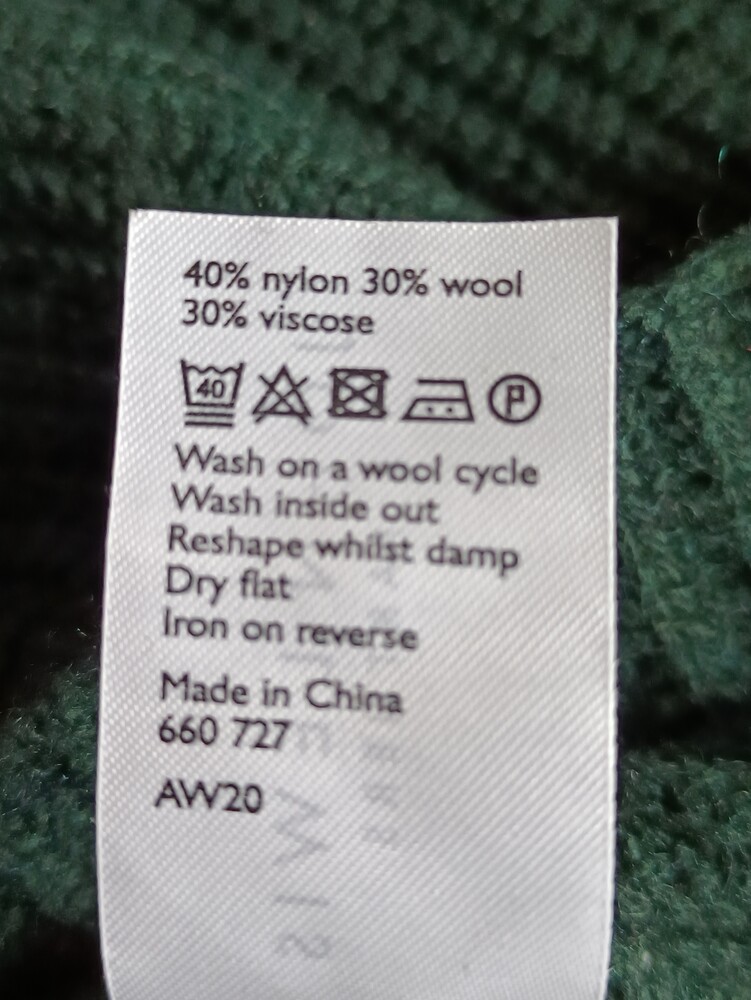 40% nylon 30% wool
30% viscose
40 P
Wash on a wool cycle
Wash inside out
Reshape whilst damp
Dry flat
Iron on reverse
Made in China
660 727
AW20